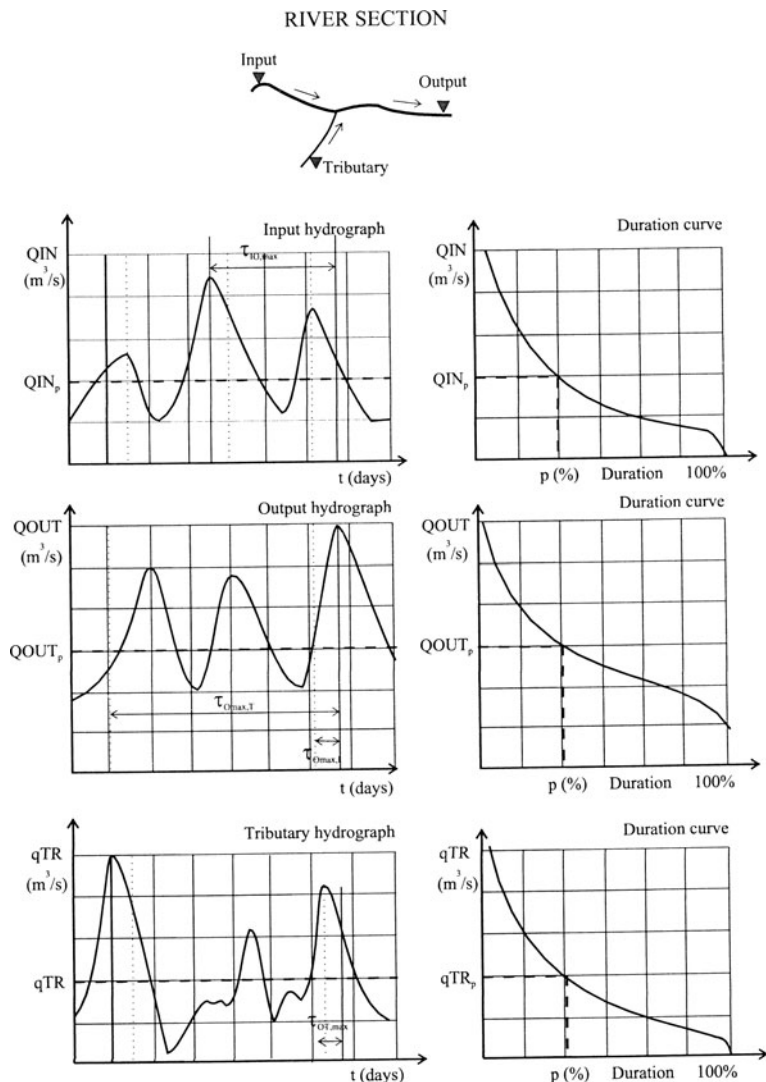 RIVER SECTION
Input
Output
Tributary
Input hydrograph
QIN
(m³/s)
τIO,max
QINp
t (days)
Duration curve
QIN
(m³/s)
QINp
p (%) Duration 100%
Output hydrograph
QOUT
(m³/s)
QOUTp
τOmax,T
τOmax,I
t (days)
Duration curve
QOUT
(m³/s)
QOUTp
p (%) Duration 100%
Tributary hydrograph
qTR
(m³/s)
qTR
τOT,max
t (days)
Duration curve
qTR
(m³/s)
qTRp
p (%) Duration 100%